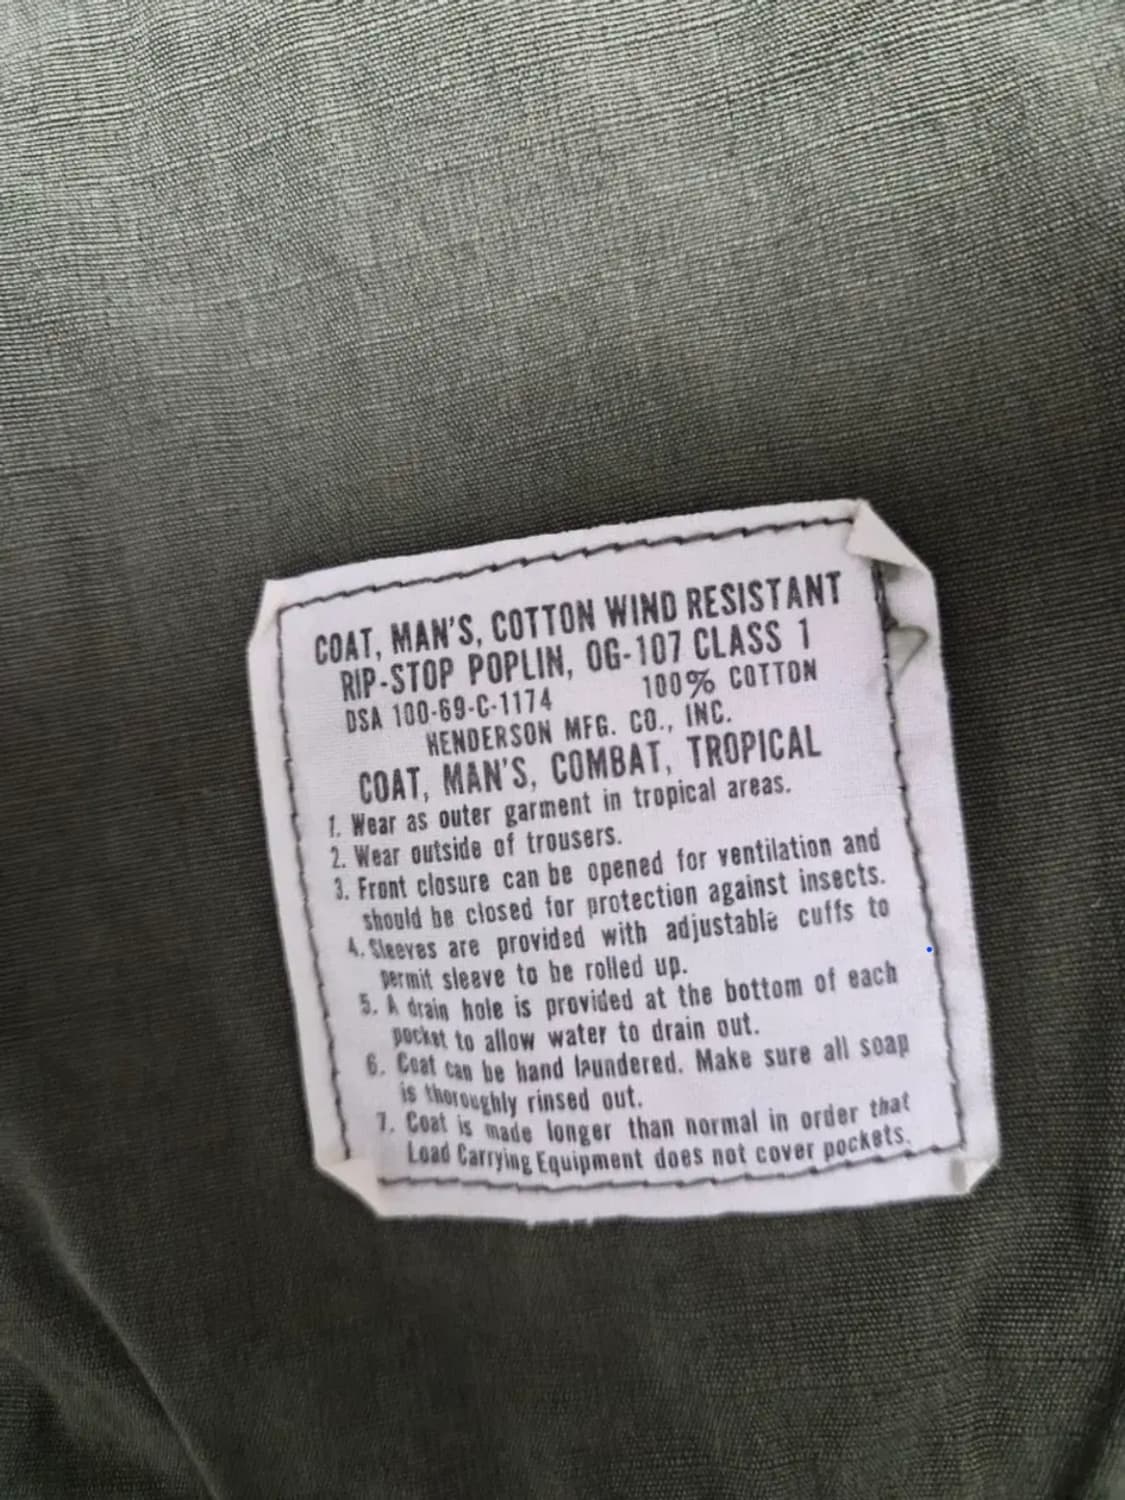 COAT, MAN'S, COTTON WIND RESISTANT
RIP-STOP POPLIN, OG-107 CLASS 1
DSA 100-69-C-1174 100% COTTON
HENDERSON MFG. CO., INC.
COAT, MAN'S, COMBAT, TROPICAL
1. Wear as outer garment in tropical areas.
2. Wear outside of trousers.
3. Front closure can be opened for ventilation and
should be closed for protection against insects.
4. Sleeves are provided with adjustable cuffs to
permit sleeve to be rolled up.
5. A drain hole is provided at the bottom of each
pocket to allow water to drain out.
6. Coat can be hand laundered. Make sure all soap
is thoroughly rinsed out.
7. Coat is made longer than normal in order that
Load Carrying Equipment does not cover pockets.